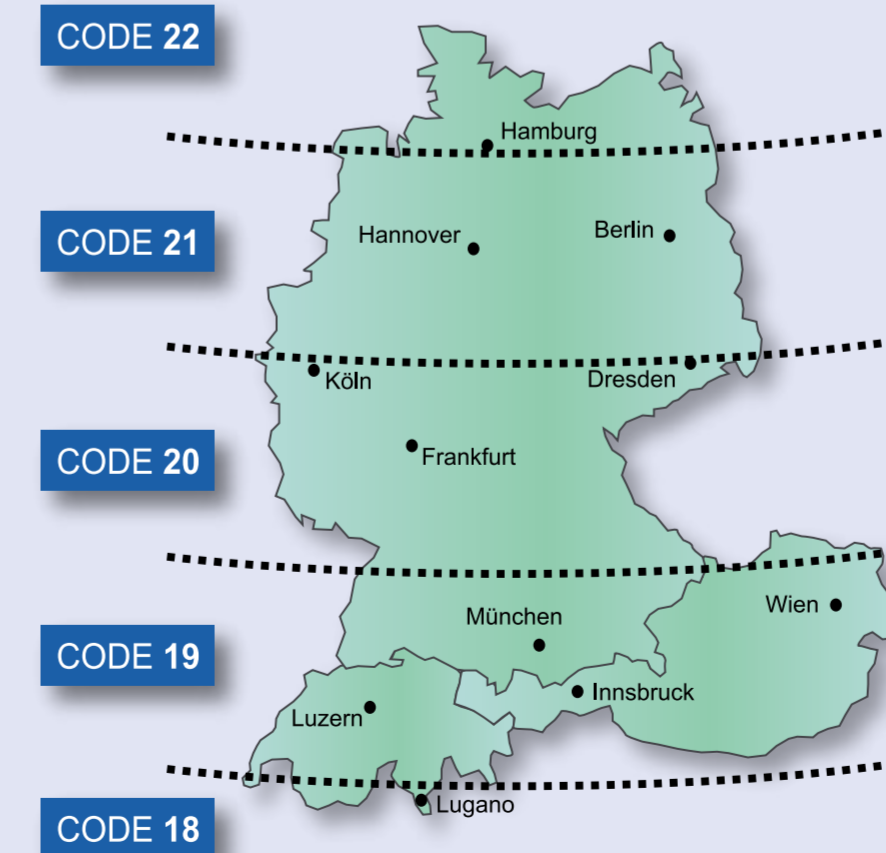 CODE 22
Hamburg
CODE 21
Hannover
Berlin
Köln
Dresden
CODE 20
Frankfurt
München
Wien
CODE 19
Innsbruck
Luzern
Lugano
CODE 18